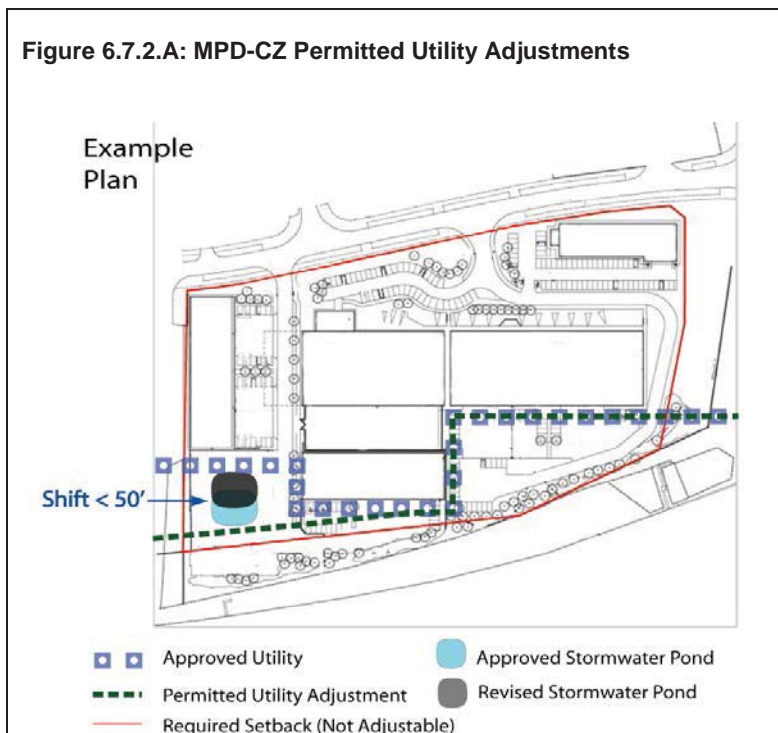 Figure 6.7.2.A: MPD-CZ Permitted Utility Adjustments
Example
Plan
Shift < 50'
Approved Utility
Approved Stormwater Pond
Permitted Utility Adjustment
Revised Stormwater Pond
Required Setback (Not Adjustable)